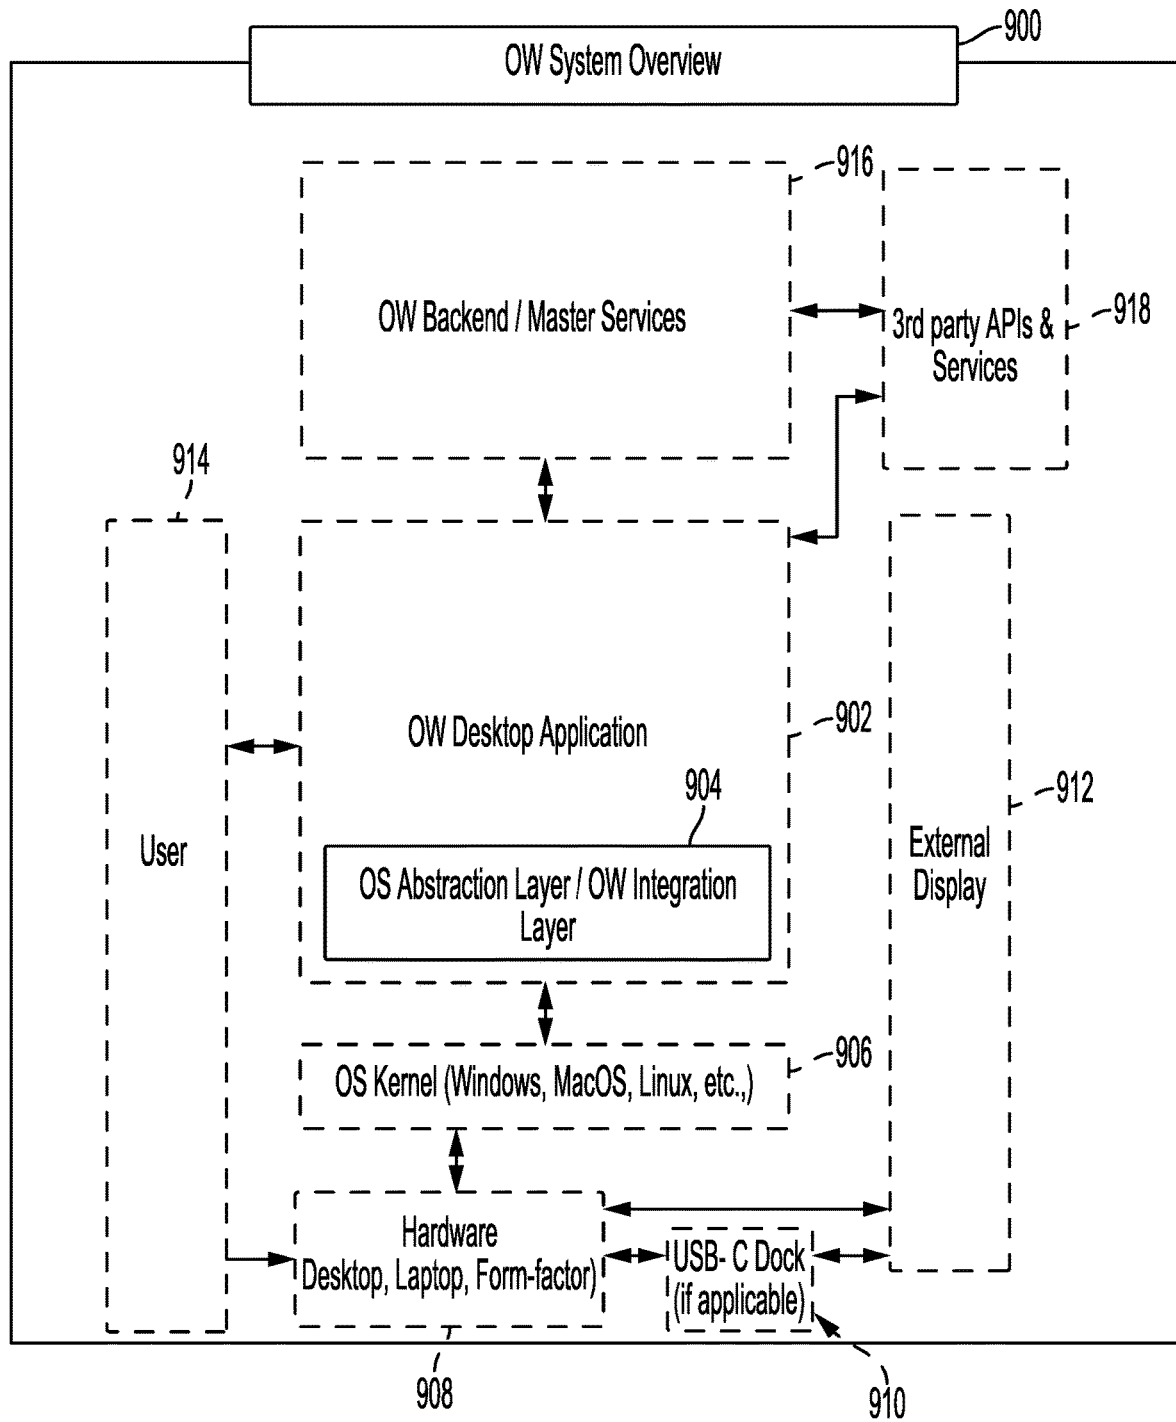 900
OW System Overview
916
OW Backend / Master Services
3rd party APIs &
Services
918
914
OW Desktop Application
902
904
912
User
External
Display
OS Abstraction Layer / OW Integration
Layer
906
OS Kernel (Windows, MacOS, Linux, etc.,)
Hardware
Desktop, Laptop, Form-factor)
USB- C Dock
(if applicable)
908
910